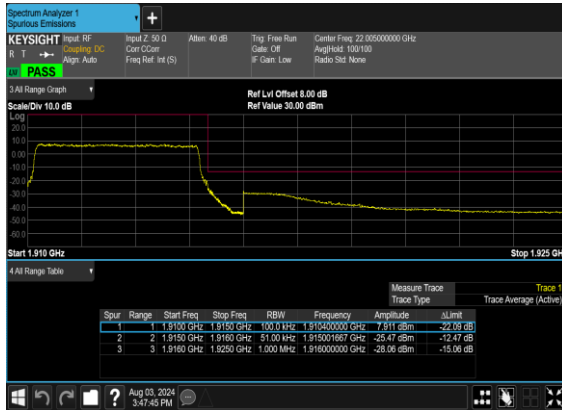 Spectrum Analyzer 1
Spurious Emissions
+
KEYSIGHT Input: RF Input Z: 50 Ω Atten: 40 dB Trig: Free Run Center Freq: 22.005000000 GHz
R T Coupling: DC Corr CCorr Gate: Off Avg|Hold: 100/100
Align: Auto Freq Ref: Int (S) IF Gain: Low Radio Std: None
PASS
3 All Range Graph
Ref Lvl Offset 8.00 dB
Scale/Div 10.0 dB Ref Value 30.00 dBm
Log
20.0
10.0
0.00
-10.0
-20.0
-30.0
-40.0
-50.0
-60.0
Start 1.910 GHz Stop 1.925 GH
4 All Range Table
Measure Trace Trace 1
Trace Type Trace Average (Active)
Spur Range Start Freq Stop Freq RBW Frequency Amplitude ΔLimit
1 1 1.9100 GHz 1.9150 GHz 100.0 kHz 1.910400000 GHz 7.911 dBm -22.09 dB
2 2 1.9150 GHz 1.9160 GHz 51.00 kHz 1.915001667 GHz -25.47 dBm -12.47 dB
3 3 1.9160 GHz 1.9250 GHz 1.000 MHz 1.916000000 GHz -28.06 dBm -15.06 dB
? Aug 03, 2024
3:47:45 PM